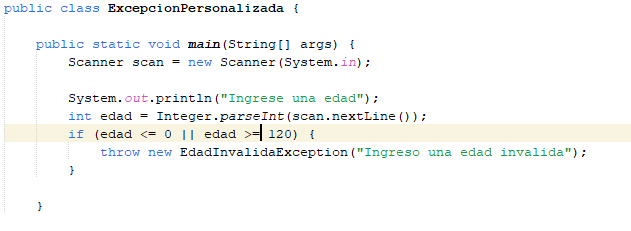 public class ExcepcionPersonalizada {
public static void main(String[] args) {
Scanner scan = new Scanner(System.in);
System.out.println("Ingrese una edad");
int edad = Integer.parseInt(scan.nextLine());
if (edad <= 0 || edad >= 120) {
throw new EdadInvalidaException("Ingreso una edad invalida");
}
}